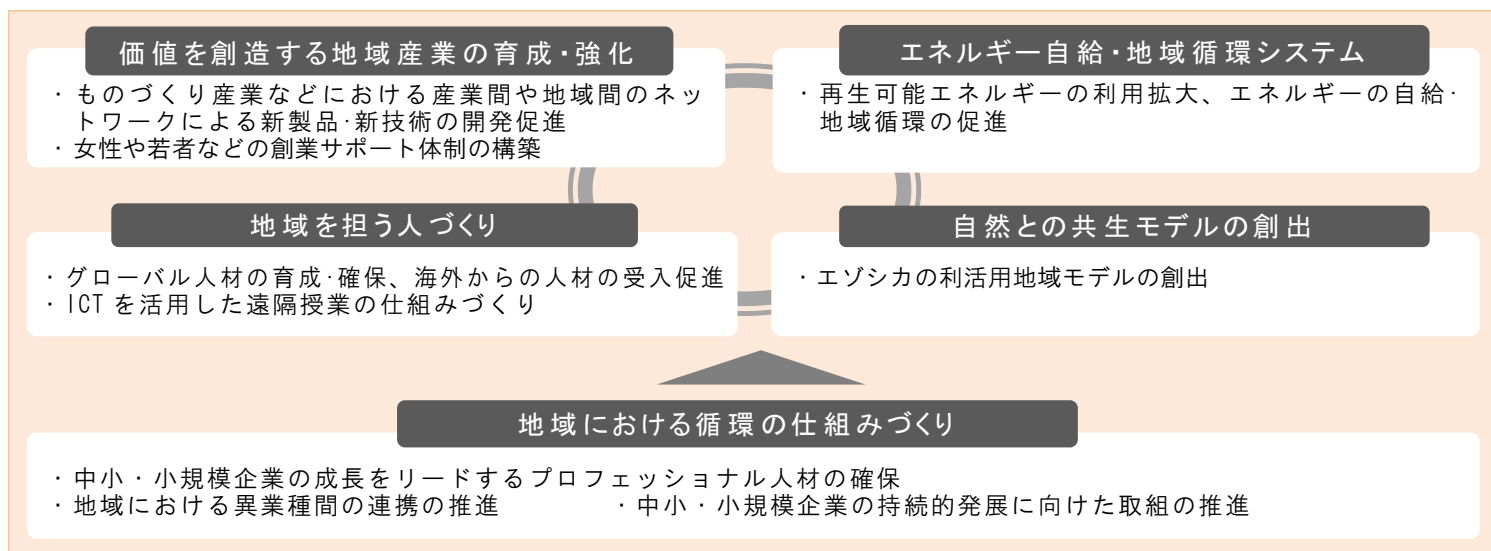 価値を創造する地域産業の育成・強化
・ものづくり産業などにおける産業間や地域間のネッ
トワークによる新製品・新技術の開発促進
・女性や若者などの創業サポート体制の構築
エネルギー自給・地域循環システム
・再生可能エネルギーの利用拡大、エネルギーの自給・
地域循環の促進
地域を担う人づくり
・グローバル人材の育成・確保、海外からの人材の受入促進
・ICTを活用した遠隔授業の仕組みづくり
自然との共生モデルの創出
・エゾシカの利活用地域モデルの創出
地域における循環の仕組みづくり
・中小・小規模企業の成長をリードするプロフェッショナル人材の確保
・地域における異業種間の連携の推進　　・中小・小規模企業の持続的発展に向けた取組の推進